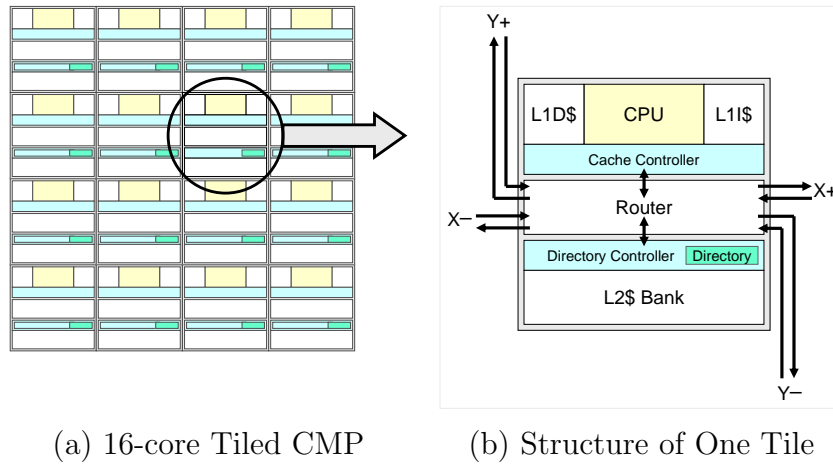 Y+
L1D$ CPU L1I$
Cache Controller
X+
Router
X−
Directory Controller Directory
L2$ Bank
Y−
(a) 16-core Tiled CMP (b) Structure of One Tile